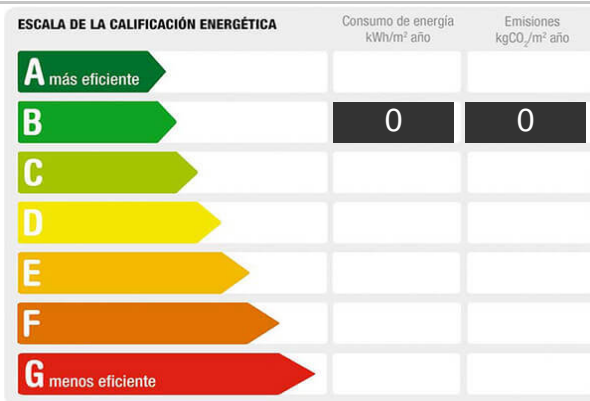 ESCALA DE LA CALIFICACIÓN ENERGÉTICA
Consumo de energía
kWh/m² año
Emisiones
kgCO₂/m² año
A más eficiente
B
0
0
C
D
E
F
G menos eficiente